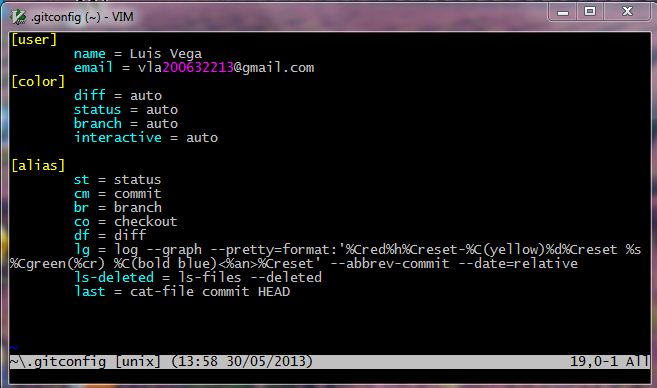 .gitconfig (~) - VIM
[user]
name = Luis Vega
email = vla200632213@gmail.com
[color]
diff = auto
status = auto
branch = auto
interactive = auto
[alias]
st = status
cm = commit
br = branch
co = checkout
df = diff
lg = log --graph --pretty=format:'%Cred%h%Creset-%C(yellow)%d%Creset %s
%Cgreen(%cr) %C(bold blue)<%an>%Creset' --abbrev-commit --date=relative
ls-deleted = ls-files --deleted
last = cat-file commit HEAD
~
~\.gitconfig [unix] (13:58 30/05/2013) 19,0-1 All